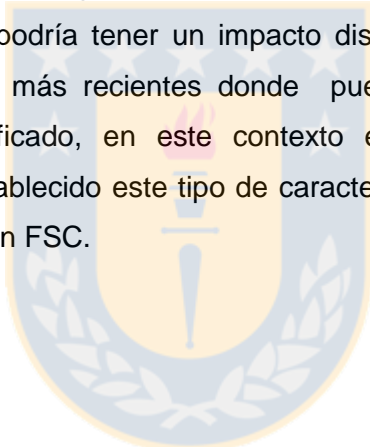 podría tener un impacto dis
más recientes donde pue
ficado, en este contexto e
ablecido este tipo de caracte
n FSC.